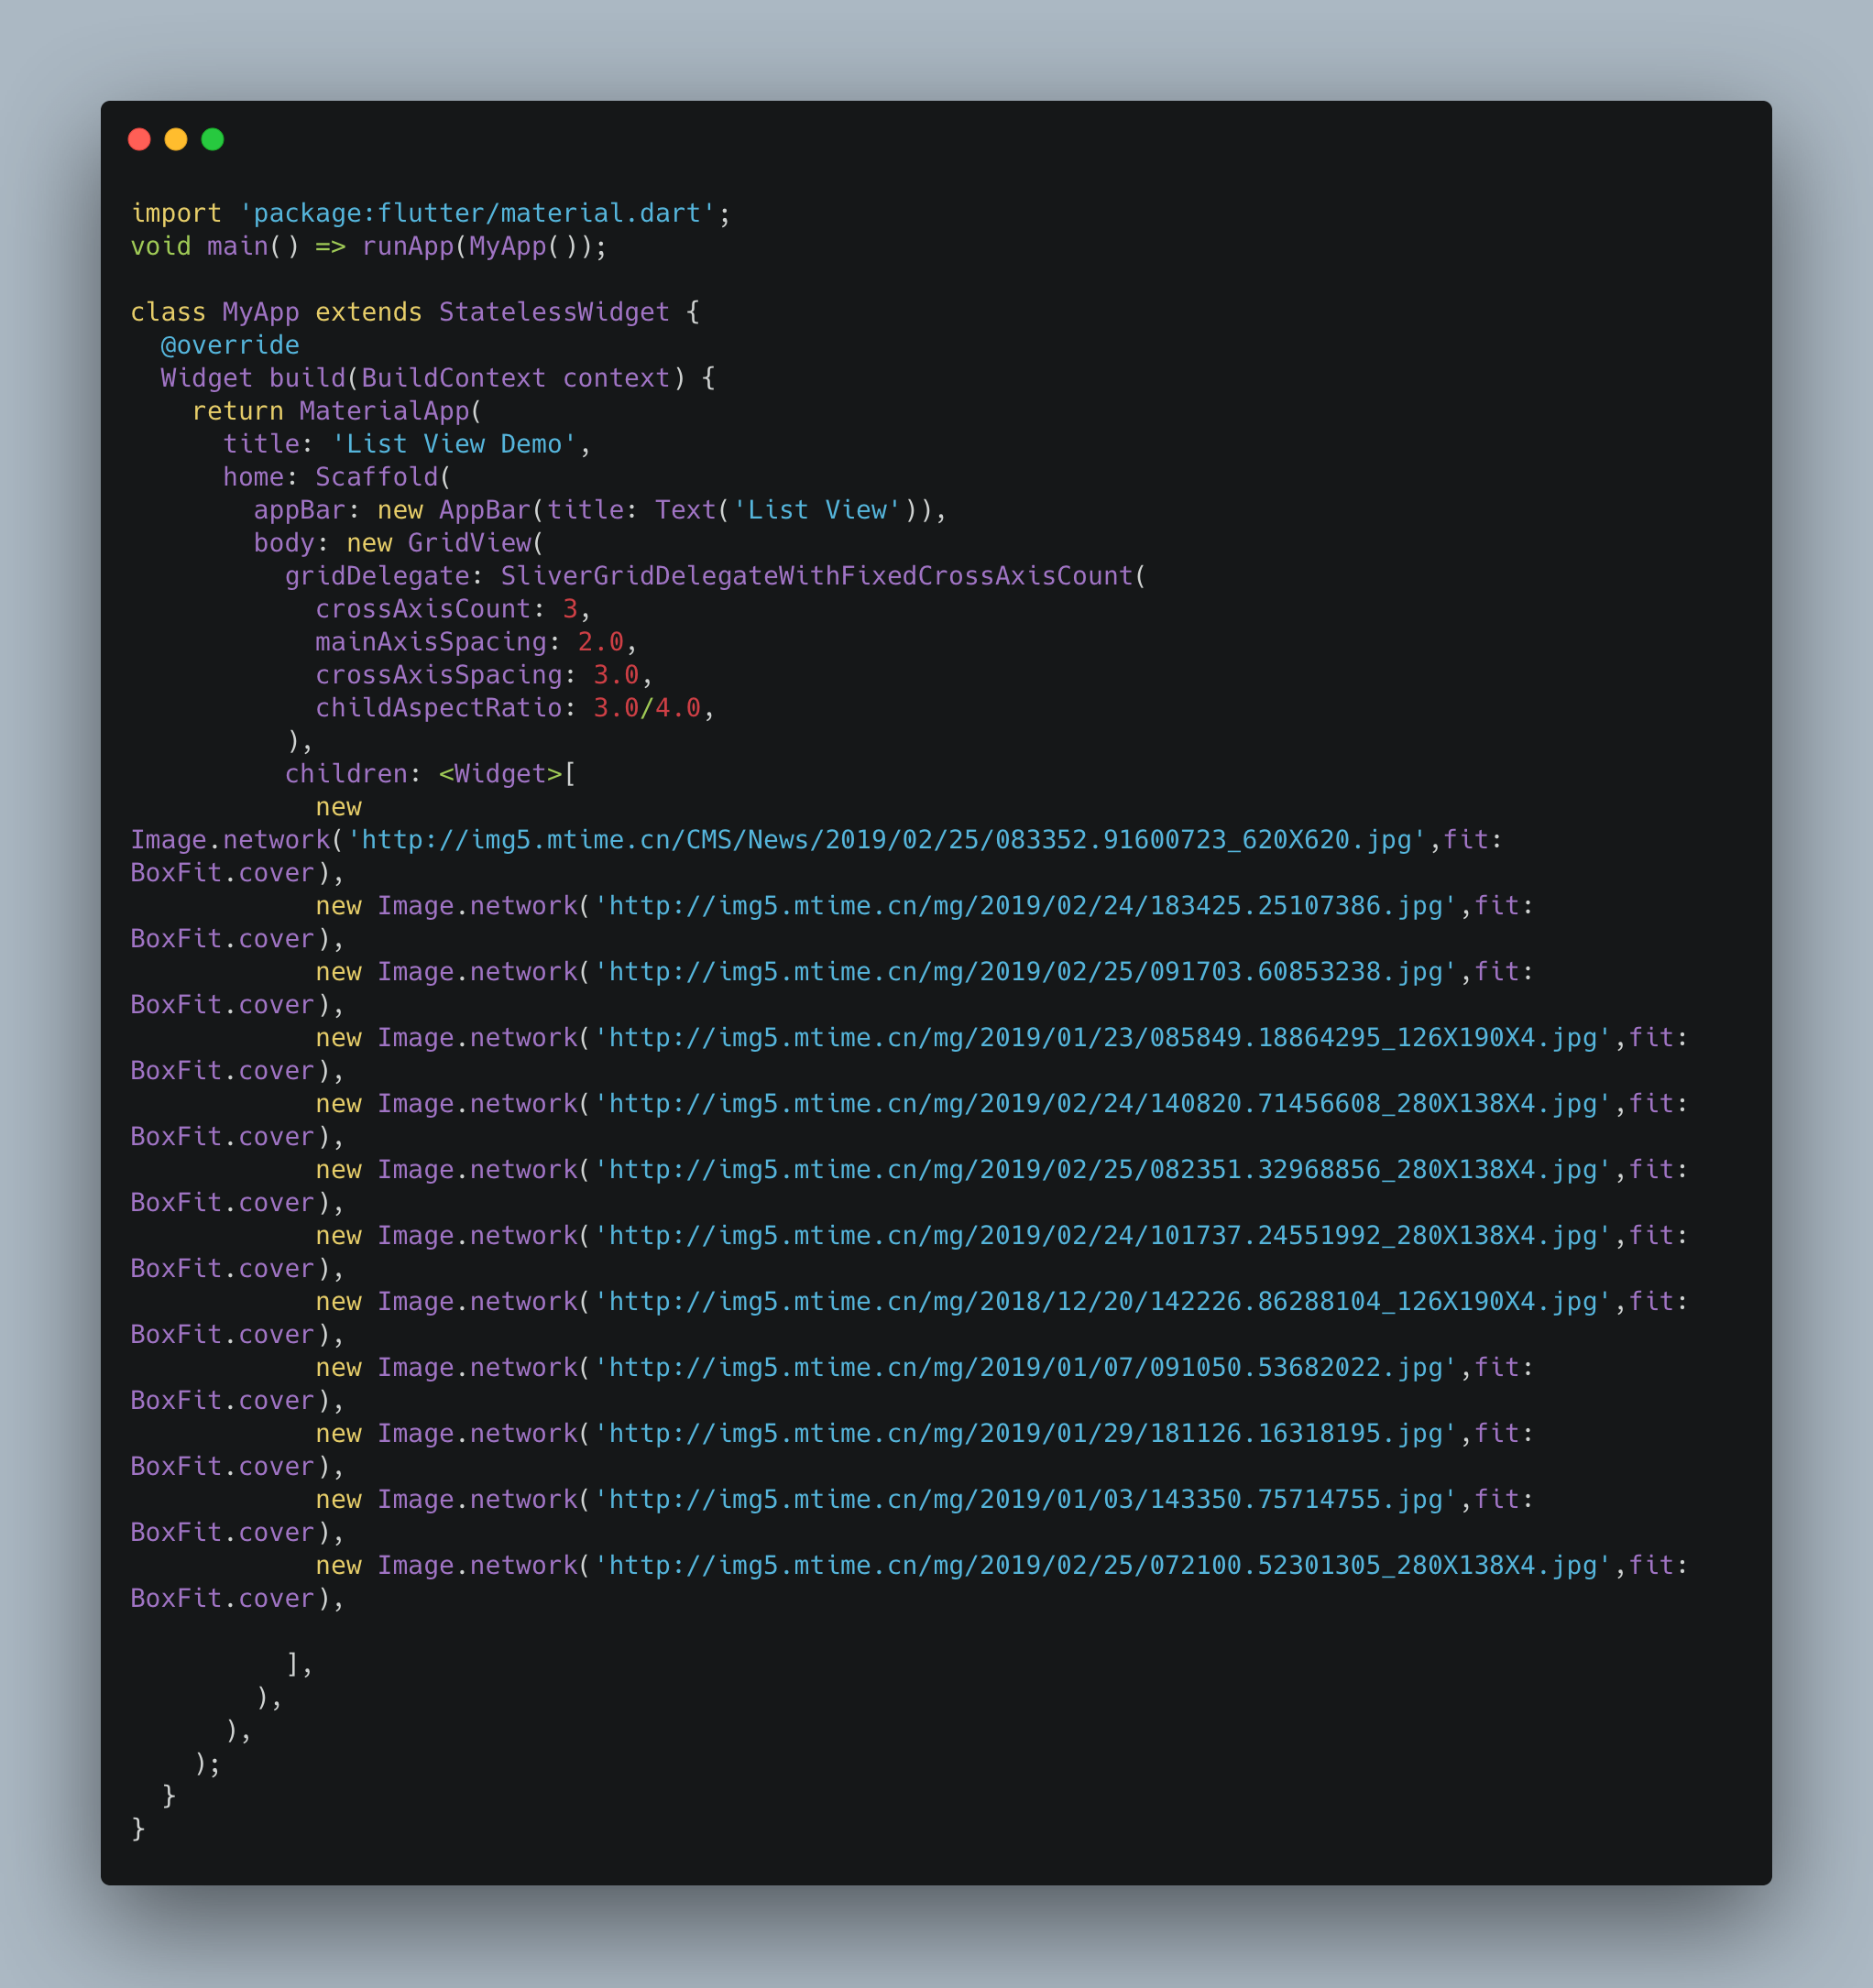 import 'package:flutter/material.dart';
void main() => runApp(MyApp());

class MyApp extends StatelessWidget {
  @override
  Widget build(BuildContext context) {
    return MaterialApp(
      title: 'List View Demo',
      home: Scaffold(
        appBar: new AppBar(title: Text('List View')),
        body: new GridView(
          gridDelegate: SliverGridDelegateWithFixedCrossAxisCount(
            crossAxisCount: 3,
            mainAxisSpacing: 2.0,
            crossAxisSpacing: 3.0,
            childAspectRatio: 3.0/4.0,
          ),
          children: <Widget>[
            new
Image.network('http://img5.mtime.cn/CMS/News/2019/02/25/083352.91600723_620X620.jpg',fit:
BoxFit.cover),
            new Image.network('http://img5.mtime.cn/mg/2019/02/24/183425.25107386.jpg',fit:
BoxFit.cover),
            new Image.network('http://img5.mtime.cn/mg/2019/02/25/091703.60853238.jpg',fit:
BoxFit.cover),
            new Image.network('http://img5.mtime.cn/mg/2019/01/23/085849.18864295_126X190X4.jpg',fit:
BoxFit.cover),
            new Image.network('http://img5.mtime.cn/mg/2019/02/24/140820.71456608_280X138X4.jpg',fit:
BoxFit.cover),
            new Image.network('http://img5.mtime.cn/mg/2019/02/25/082351.32968856_280X138X4.jpg',fit:
BoxFit.cover),
            new Image.network('http://img5.mtime.cn/mg/2019/02/24/101737.24551992_280X138X4.jpg',fit:
BoxFit.cover),
            new Image.network('http://img5.mtime.cn/mg/2018/12/20/142226.86288104_126X190X4.jpg',fit:
BoxFit.cover),
            new Image.network('http://img5.mtime.cn/mg/2019/01/07/091050.53682022.jpg',fit:
BoxFit.cover),
            new Image.network('http://img5.mtime.cn/mg/2019/01/29/181126.16318195.jpg',fit:
BoxFit.cover),
            new Image.network('http://img5.mtime.cn/mg/2019/01/03/143350.75714755.jpg',fit:
BoxFit.cover),
            new Image.network('http://img5.mtime.cn/mg/2019/02/25/072100.52301305_280X138X4.jpg',fit:
BoxFit.cover),

          ],
        ),
      ),
    );
  }
}